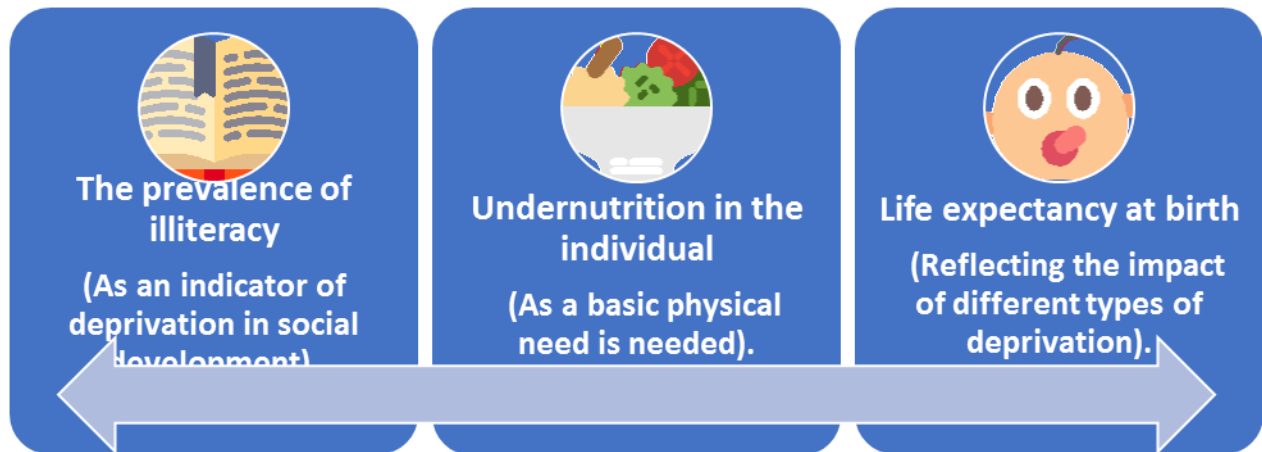 The prevalence of
illiteracy
(As an indicator of
deprivation in social
development)
Undernutrition in the
individual
(As a basic physical
need is needed).
Life expectancy at birth
(Reflecting the impact
of different types of
deprivation).